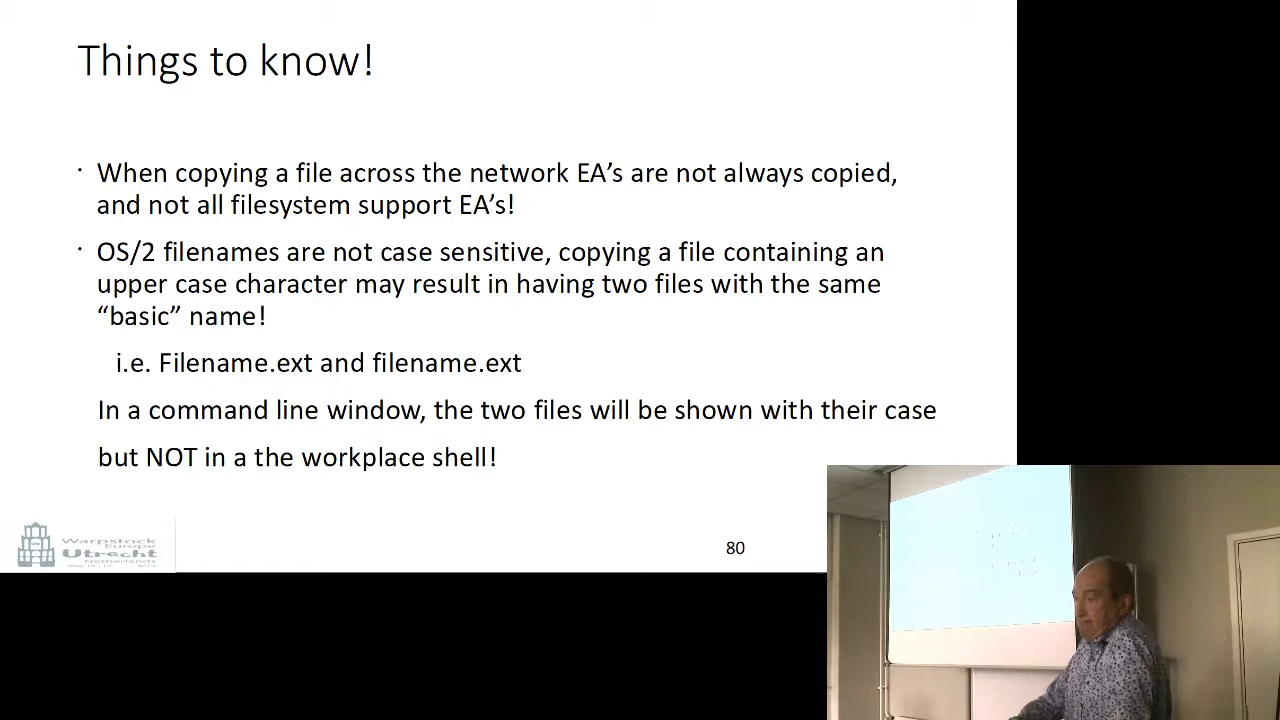 Things to know!
• When copying a file across the network EA’s are not always copied,
and not all filesystem support EA’s!
• OS/2 filenames are not case sensitive, copying a file containing an
upper case character may result in having two files with the same
“basic” name!
i.e. Filename.ext and filename.ext
In a command line window, the two files will be shown with their case
but NOT in a the workplace shell!
Warpstock
Europe
Utrecht
Netherlands
80